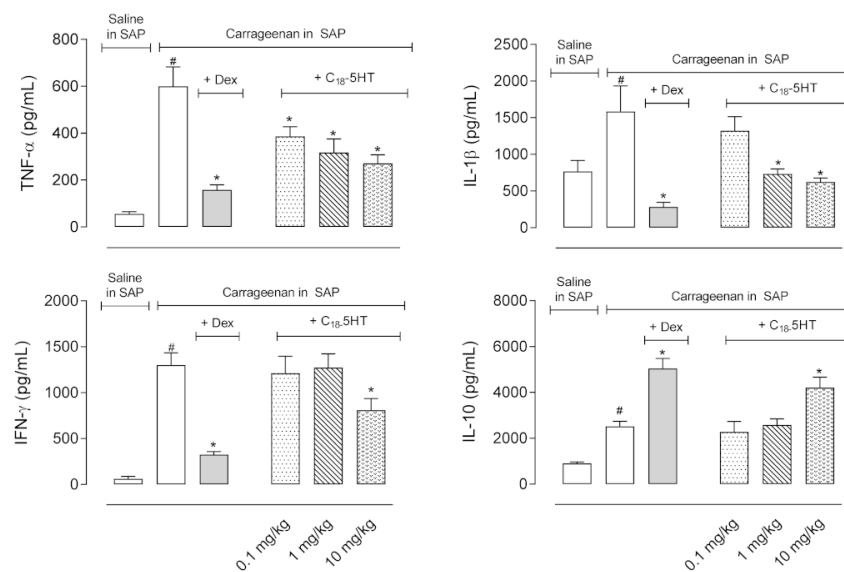 Saline
in SAP
Carrageenan in SAP
+ Dex
+ C18-5HT
TNF-α (pg/mL)
800
600
400
200
0
#
*
*
*
*
Saline
in SAP
Carrageenan in SAP
+ Dex
+ C18-5HT
IL-1β (pg/mL)
2500
2000
1500
1000
500
0
#
*
*
*
Saline
in SAP
Carrageenan in SAP
+ Dex
+ C18-5HT
IFN-γ (pg/mL)
2000
1500
1000
500
0
#
*
*
0.1 mg/kg
1 mg/kg
10 mg/kg
Saline
in SAP
Carrageenan in SAP
+ Dex
+ C18-5HT
IL-10 (pg/mL)
8000
6000
4000
2000
0
#
*
*
0.1 mg/kg
1 mg/kg
10 mg/kg